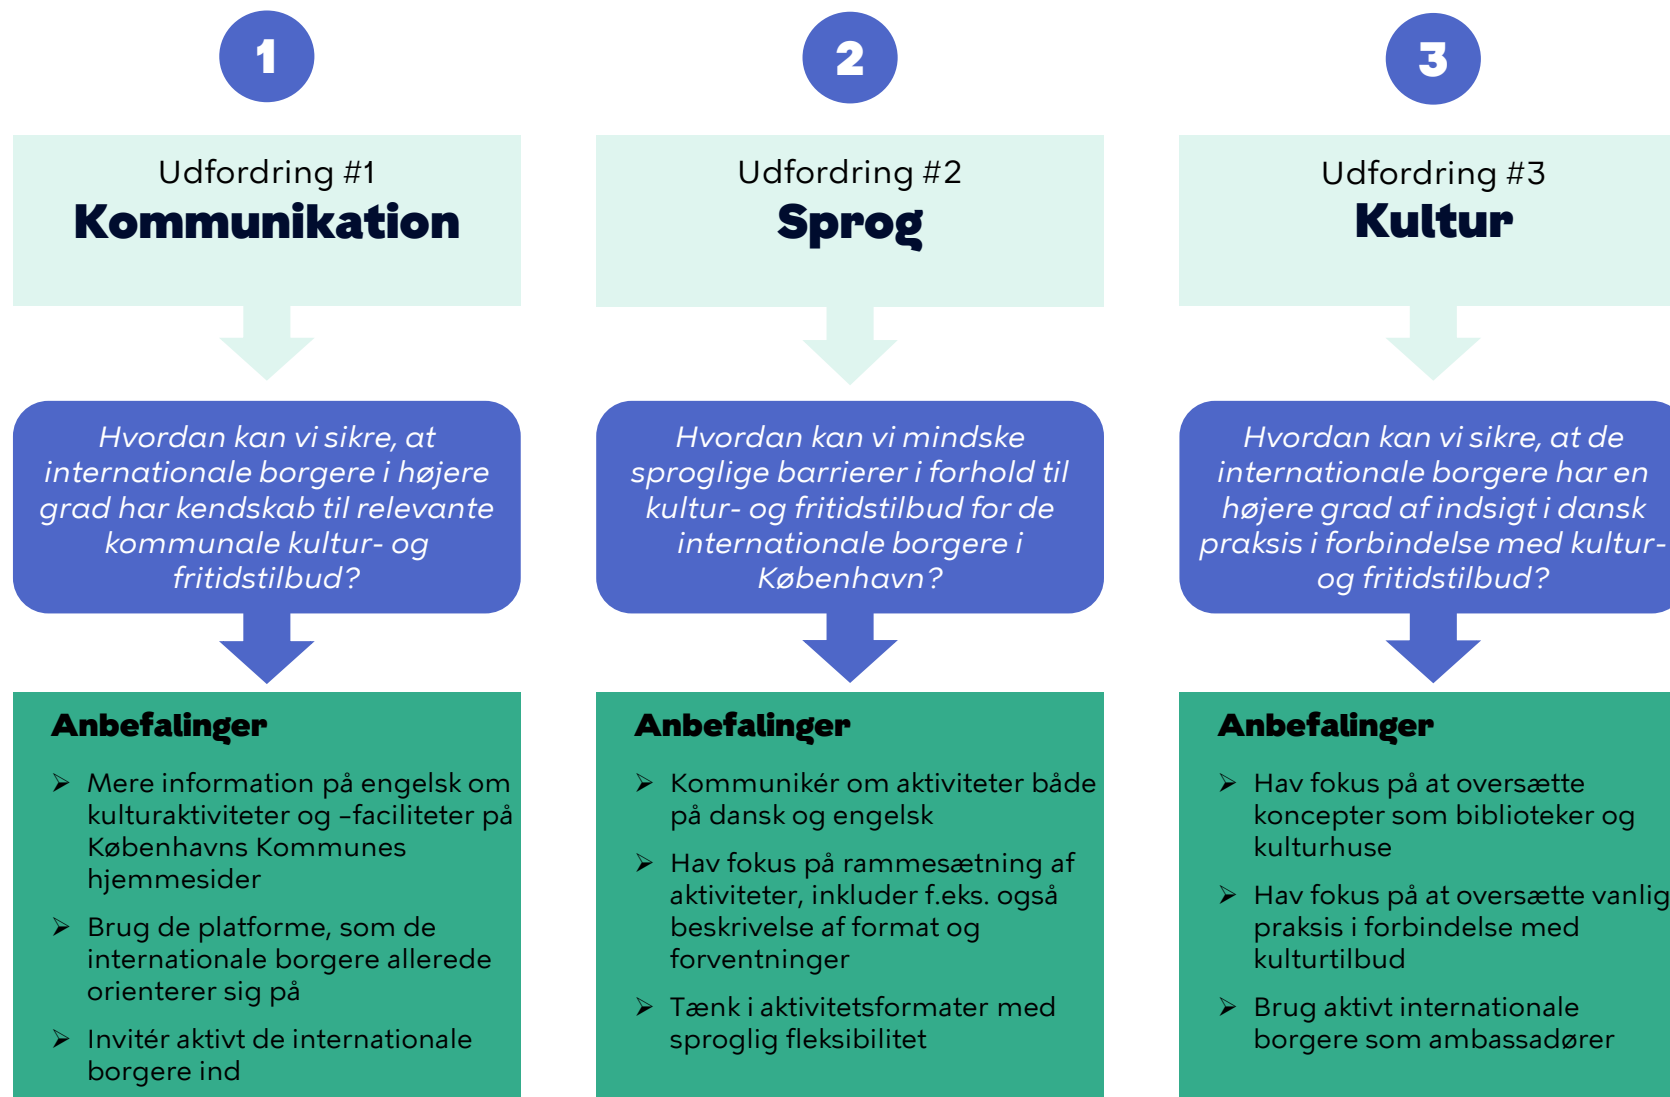 1
Udfordring #1
Kommunikation
Hvordan kan vi sikre, at
internationale borgere i højere
grad har kendskab til relevante
kommunale kultur- og
fritidstilbud?
Anbefalinger
➢ Mere information på engelsk om
kulturaktiviteter og –faciliteter på
Københavns Kommunes
hjemmesider
➢ Brug de platforme, som de
internationale borgere allerede
orienterer sig på
➢ Invitér aktivt de internationale
borgere ind
2
Udfordring #2
Sprog
Hvordan kan vi mindske
sproglige barrierer i forhold til
kultur- og fritidstilbud for de
internationale borgere i
København?
Anbefalinger
➢ Kommunikér om aktiviteter både
på dansk og engelsk
➢ Hav fokus på rammesætning af
aktiviteter, inkluder f.eks. også
beskrivelse af format og
forventninger
➢ Tænk i aktivitetsformater med
sproglig fleksibilitet
3
Udfordring #3
Kultur
Hvordan kan vi sikre, at de
internationale borgere har en
højere grad af indsigt i dansk
praksis i forbindelse med kultur-
og fritidstilbud?
Anbefalinger
➢ Hav fokus på at oversætte
koncepter som biblioteker og
kulturhuse
➢ Hav fokus på at oversætte vanlig
praksis i forbindelse med
kulturtilbud
➢ Brug aktivt internationale
borgere som ambassadører